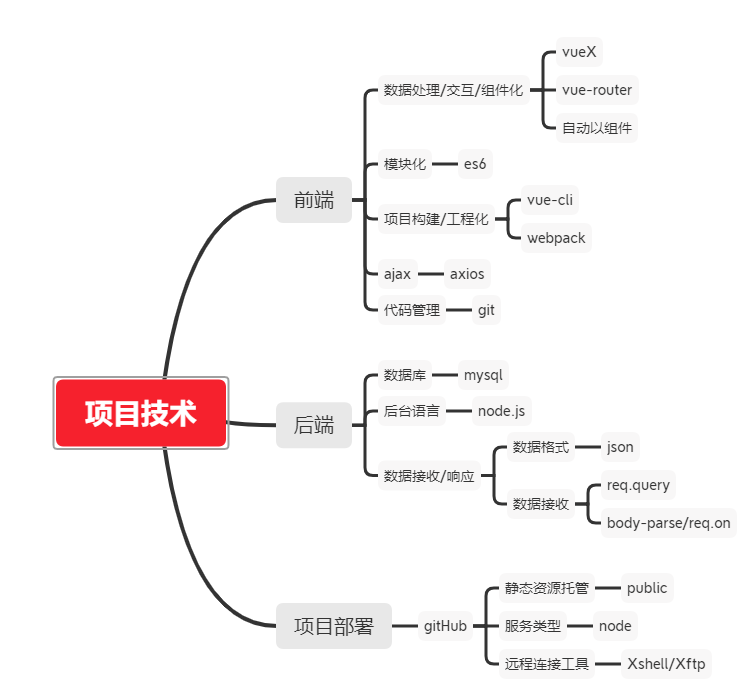 项目技术
前端
数据处理/交互/组件化
vueX
vue-router
自动以组件
模块化
es6
项目构建/工程化
vue-cli
webpack
ajax
axios
代码管理
git
后端
数据库
mysql
后台语言
node.js
数据接收/响应
数据格式
json
数据接收
req.query
body-parse/req.on
项目部署
gitHub
静态资源托管
public
服务类型
node
远程连接工具
Xshell/Xftp